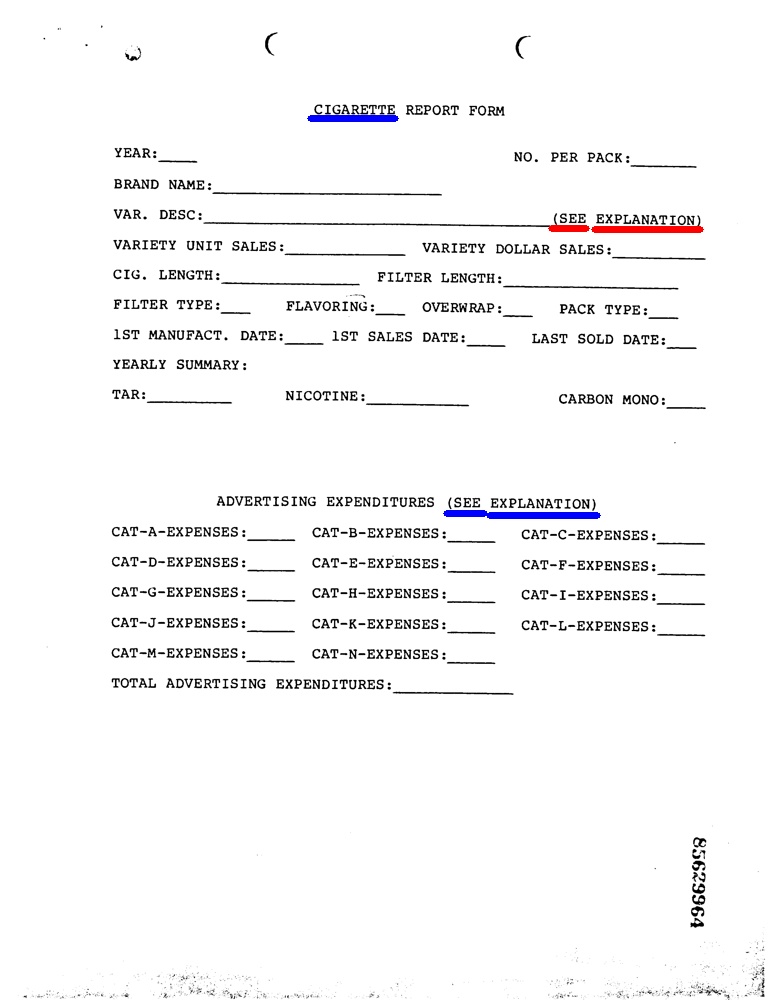 CIGARETTE REPORT FORM
YEAR:_____ NO. PER PACK:_______
BRAND NAME:_________________________
VAR. DESC:______________________________________(SEE EXPLANATION)
VARIETY UNIT SALES:_____________ VARIETY DOLLAR SALES:__________
CIG. LENGTH:_______________ FILTER LENGTH:___________________
FILTER TYPE:___ FLAVORING:___ OVERWRAP:___ PACK TYPE:___
1ST MANUFACT. DATE:____ 1ST SALES DATE:____ LAST SOLD DATE:___
YEARLY SUMMARY:
TAR:_________ NICOTINE:___________ CARBON MONO:____
ADVERTISING EXPENDITURES (SEE EXPLANATION)
CAT-A-EXPENSES:_____ CAT-B-EXPENSES:_____ CAT-C-EXPENSES:_____
CAT-D-EXPENSES:_____ CAT-E-EXPENSES:_____ CAT-F-EXPENSES:_____
CAT-G-EXPENSES:_____ CAT-H-EXPENSES:_____ CAT-I-EXPENSES:_____
CAT-J-EXPENSES:_____ CAT-K-EXPENSES:_____ CAT-L-EXPENSES:_____
CAT-M-EXPENSES:_____ CAT-N-EXPENSES:_____
TOTAL ADVERTISING EXPENDITURES:_____________
85629964